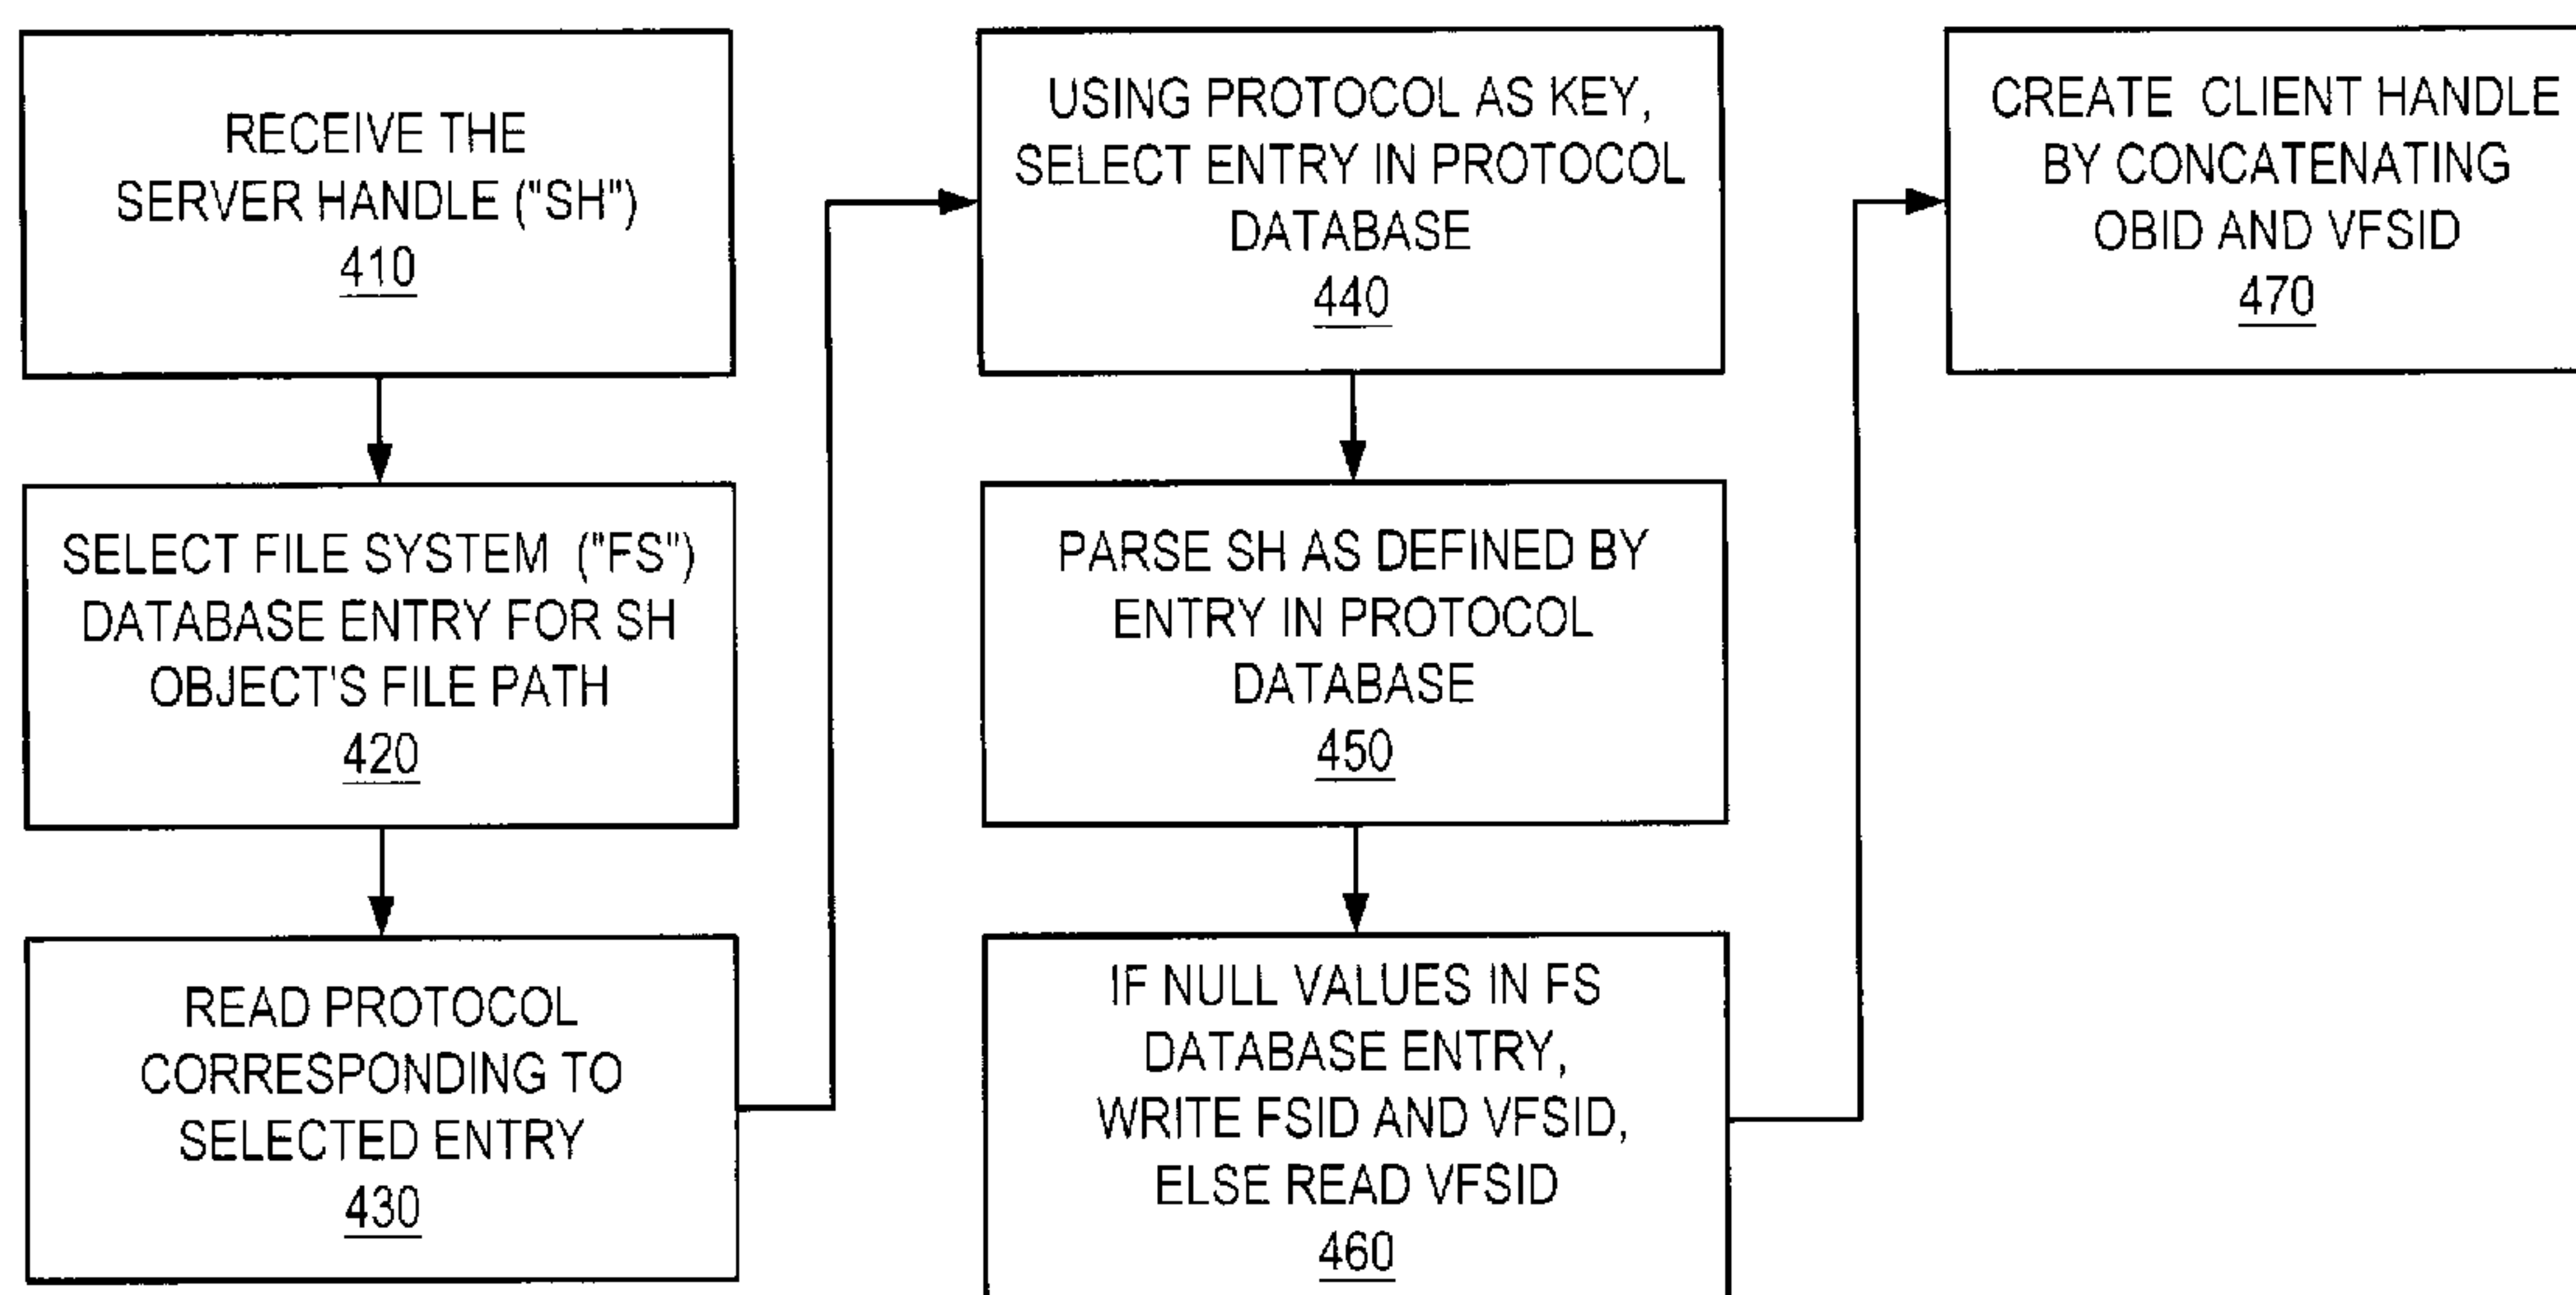 RECEIVE THE
SERVER HANDLE ("SH")
410
SELECT FILE SYSTEM ("FS")
DATABASE ENTRY FOR SH
OBJECT'S FILE PATH
420
READ PROTOCOL
CORRESPONDING TO
SELECTED ENTRY
430
USING PROTOCOL AS KEY,
SELECT ENTRY IN PROTOCOL
DATABASE
440
PARSE SH AS DEFINED BY
ENTRY IN PROTOCOL
DATABASE
450
IF NULL VALUES IN FS
DATABASE ENTRY,
WRITE FSID AND VFSID,
ELSE READ VFSID
460
CREATE CLIENT HANDLE
BY CONCATENATING
OBID AND VFSID
470